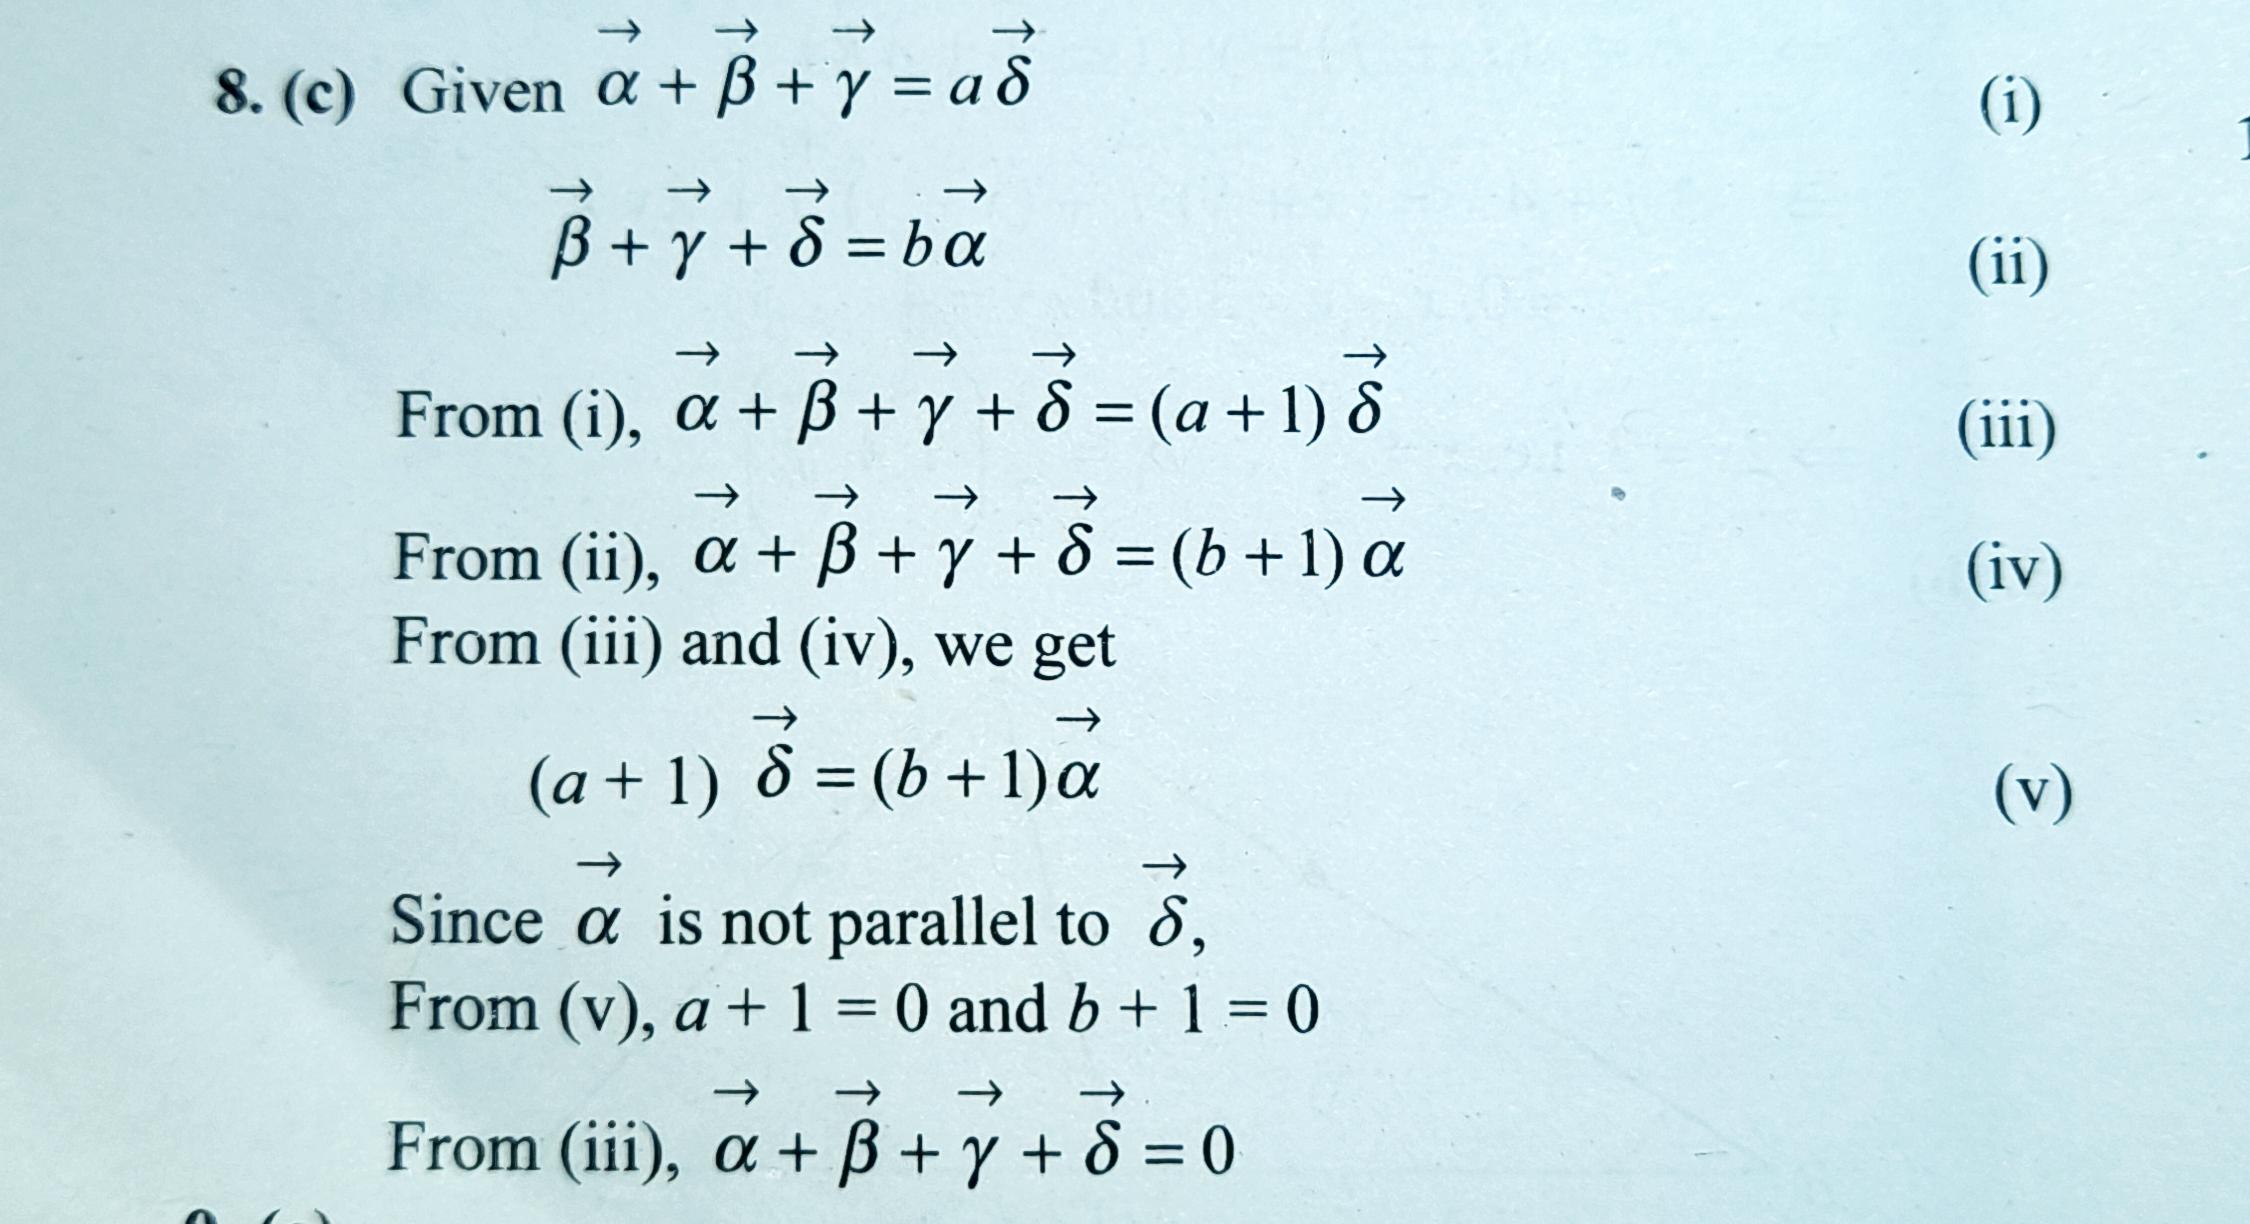 8. (c) Given $\vec{\alpha} + \vec{\beta} + \vec{\gamma} = a\vec{\delta}$ (i)
$\vec{\beta} + \vec{\gamma} + \vec{\delta} = b\vec{\alpha}$ (ii)
From (i), $\vec{\alpha} + \vec{\beta} + \vec{\gamma} + \vec{\delta} = (a+1)\vec{\delta}$ (iii)
From (ii), $\vec{\alpha} + \vec{\beta} + \vec{\gamma} + \vec{\delta} = (b+1)\vec{\alpha}$ (iv)
From (iii) and (iv), we get
$(a+1)\vec{\delta} = (b+1)\vec{\alpha}$ (v)
Since $\vec{\alpha}$ is not parallel to $\vec{\delta}$,
From (v), $a + 1 = 0$ and $b + 1 = 0$
From (iii), $\vec{\alpha} + \vec{\beta} + \vec{\gamma} + \vec{\delta} = 0$